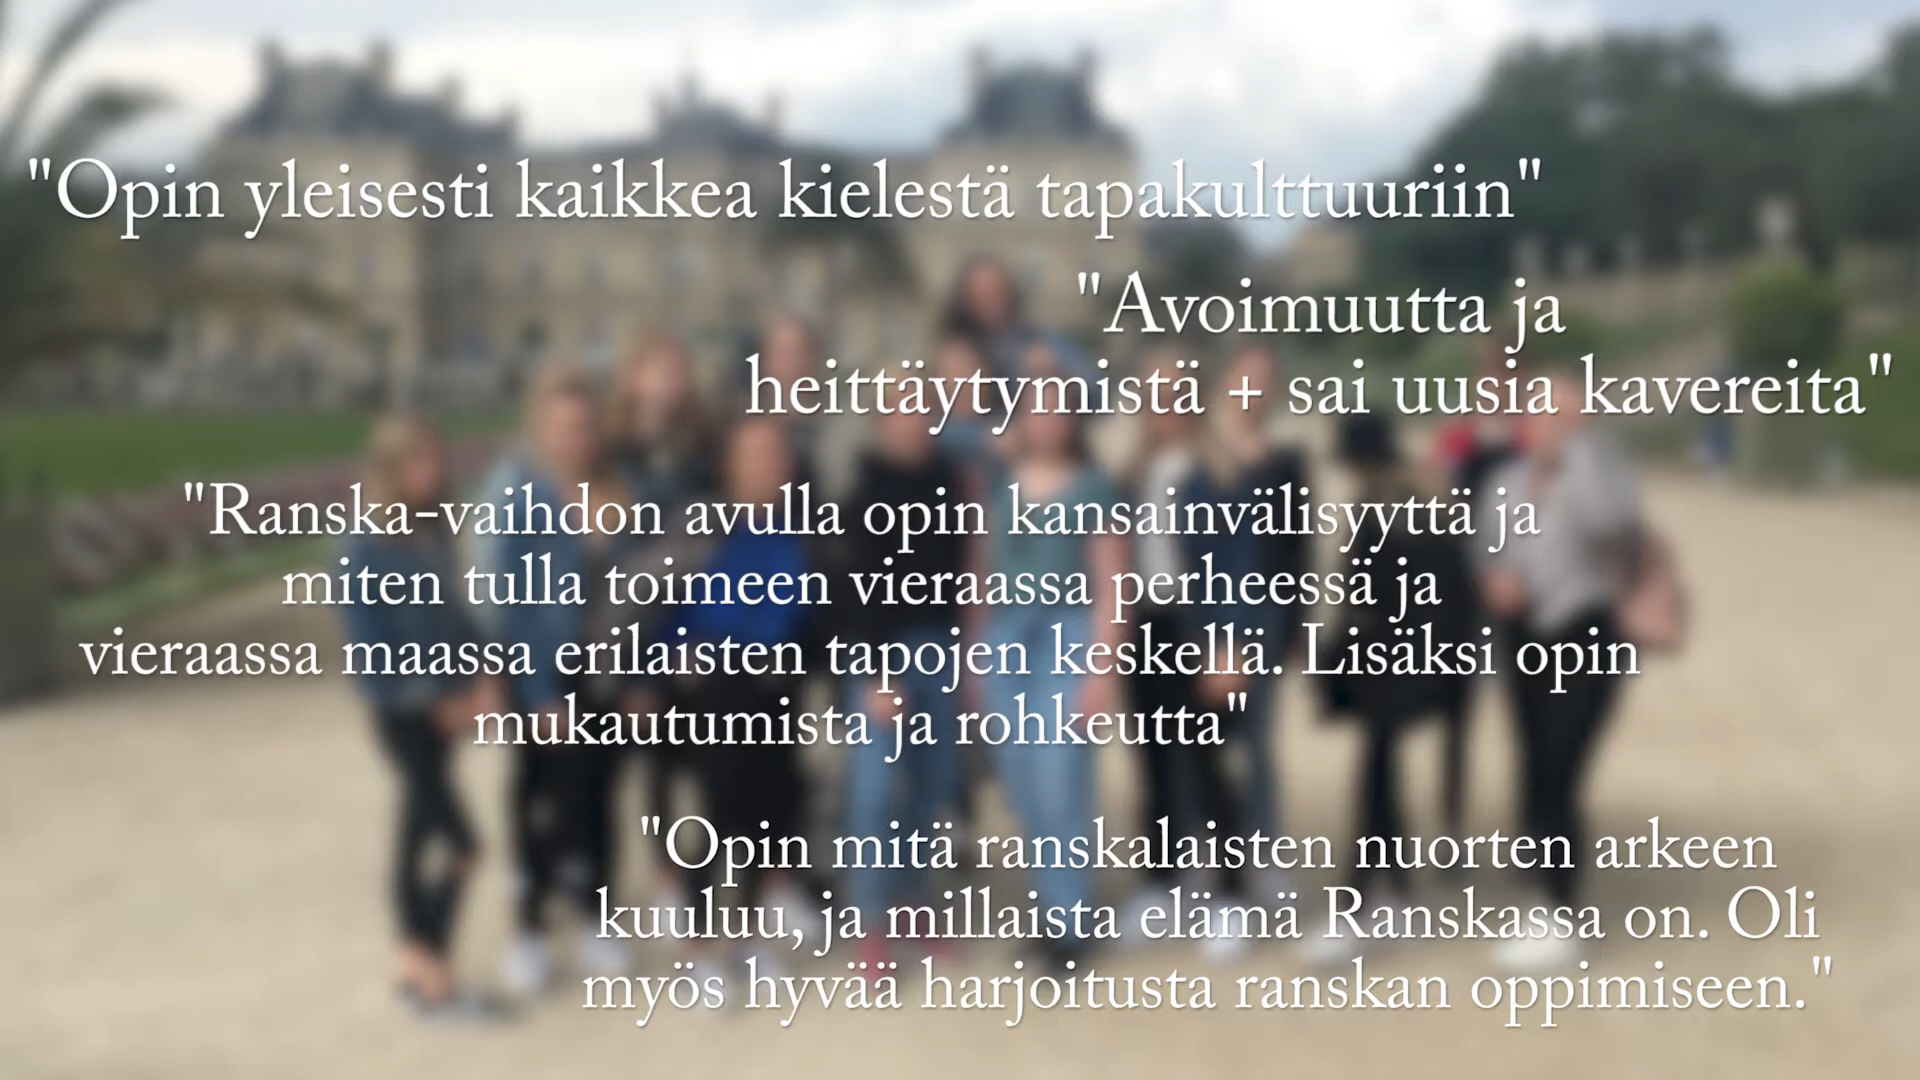 "Opin yleisesti kaikkea kielestä tapakulttuuriin"
"Avoimuutta ja
heittäytymistä + sai uusia kavereita"
"Ranska-vaihdon avulla opin kansainvälisyyttä ja
miten tulla toimeen vieraassa perheessä ja
vieraassa maassa erilaisten tapojen keskellä. Lisäksi opin
mukautumista ja rohkeutta"
"Opin mitä ranskalaisten nuorten arkeen
kuuluu, ja millaista elämä Ranskassa on. Oli
myös hyvää harjoitusta ranskan oppimiseen."